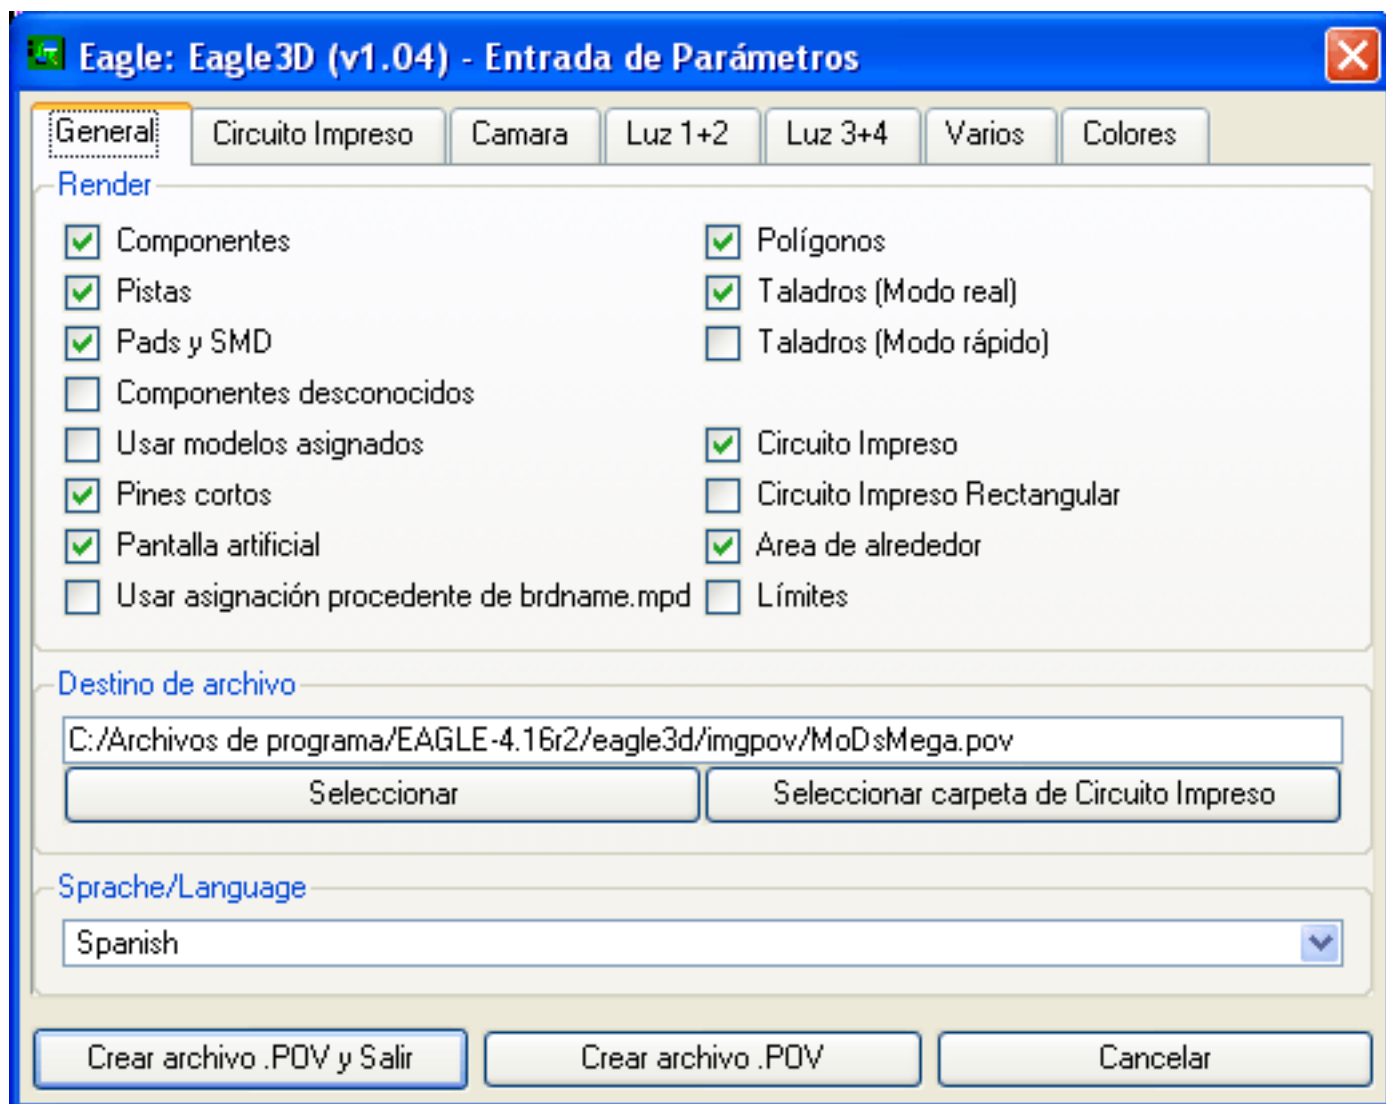 Eagle: Eagle3D (v1.04) - Entrada de Parámetros
General Circuito Impreso Camara Luz 1+2 Luz 3+4 Varios Colores
Render
Componentes Polígonos
Pistas Taladros (Modo real)
Pads y SMD Taladros (Modo rápido)
Componentes desconocidos
Usar modelos asignados Circuito Impreso
Pines cortos Circuito Impreso Rectangular
Pantalla artificial Area de alrededor
Usar asignación procedente de brdname.mpd Límites
Destino de archivo
C:/Archivos de programa/EAGLE-4.16r2/eagle3d/imgpov/MoDsMega.pov
Seleccionar Seleccionar carpeta de Circuito Impreso
Sprache/Language
Spanish
Crear archivo .POV y Salir Crear archivo .POV Cancelar